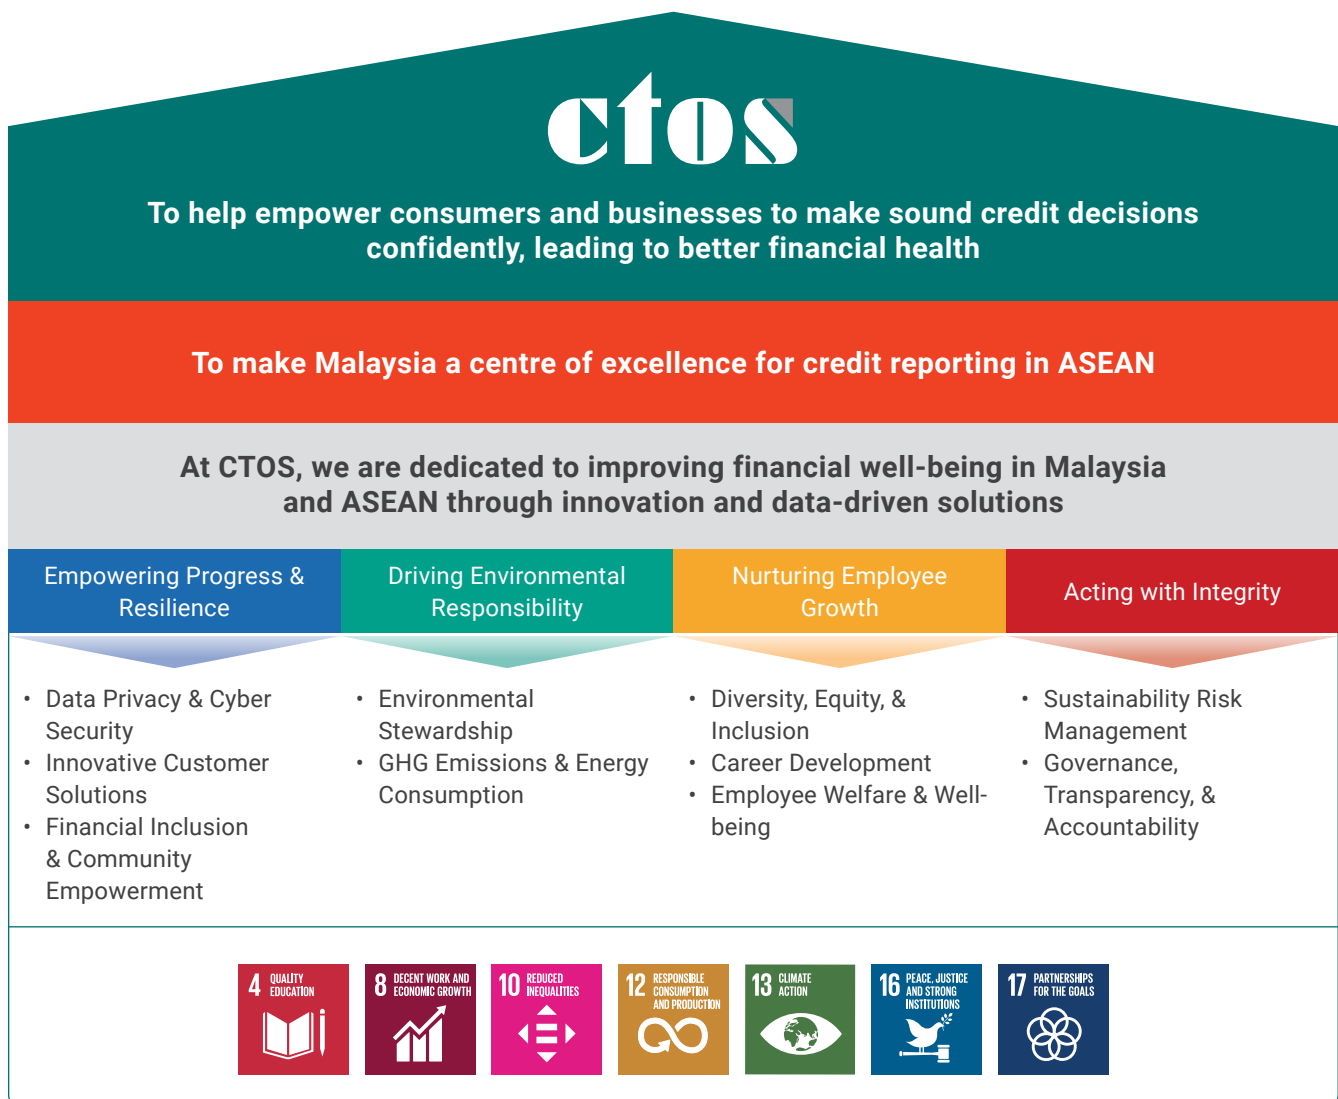 ctos
To help empower consumers and businesses to make sound credit decisions
confidently, leading to better financial health
To make Malaysia a centre of excellence for credit reporting in ASEAN
At CTOS, we are dedicated to improving financial well-being in Malaysia
and ASEAN through innovation and data-driven solutions
Empowering Progress &
Resilience
• Data Privacy & Cyber
Security
• Innovative Customer
Solutions
• Financial Inclusion
& Community
Empowerment
Driving Environmental
Responsibility
• Environmental
Stewardship
• GHG Emissions & Energy
Consumption
Nurturing Employee
Growth
• Diversity, Equity, &
Inclusion
• Career Development
• Employee Welfare & Well-
being
Acting with Integrity
• Sustainability Risk
Management
• Governance,
Transparency, &
Accountability
4 QUALITY
EDUCATION
8 DECENT WORK AND
ECONOMIC GROWTH
10 REDUCED
INEQUALITIES
12 RESPONSIBLE
CONSUMPTION
AND PRODUCTION
13 CLIMATE
ACTION
16 PEACE, JUSTICE
AND STRONG
INSTITUTIONS
17 PARTNERSHIPS
FOR THE GOALS